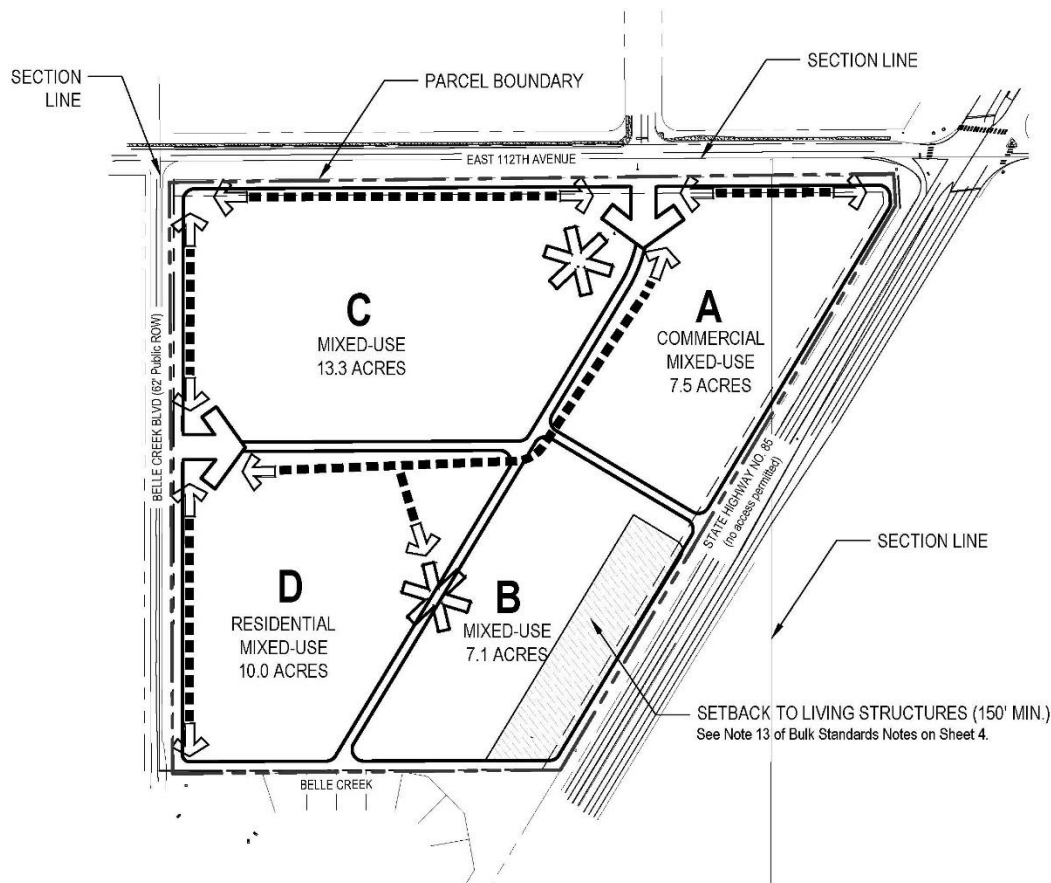 SECTION
LINE
PARCEL BOUNDARY
SECTION LINE
EAST 112TH AVENUE
C
MIXED-USE
13.3 ACRES
A
COMMERCIAL
MIXED-USE
7.5 ACRES
BELLE CREEK BLVD (62' Public ROW)
STATE HIGHWAY NO. 85
(no access permitted)
SECTION LINE
D
RESIDENTIAL
MIXED-USE
10.0 ACRES
B
MIXED-USE
7.1 ACRES
SETBACK TO LIVING STRUCTURES (150' MIN.)
See Note 13 of Bulk Standards Notes on Sheet 4.
BELLE CREEK